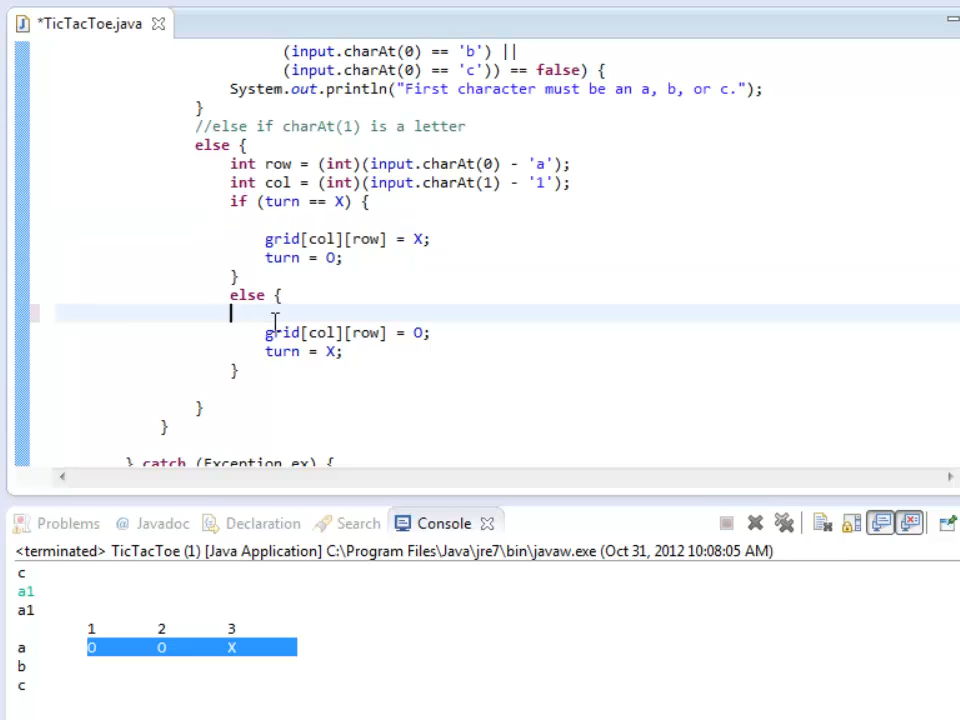 *TicTacToe.java
(input.charAt(0) == 'b') ||
(input.charAt(0) == 'c')) == false) {
System.out.println("First character must be an a, b, or c.");
}
//else if charAt(1) is a letter
else {
int row = (int)(input.charAt(0) - 'a');
int col = (int)(input.charAt(1) - '1');
if (turn == X) {
grid[col][row] = X;
turn = O;
}
else {
grid[col][row] = O;
turn = X;
}
}
}
} catch (Exception ex) {
Problems @ Javadoc Declaration Search Console
<terminated> TicTacToe (1) [Java Application] C:\Program Files\Java\jre7\bin\javaw.exe (Oct 31, 2012 10:08:05 AM)
c
a1
a1
1 2 3
a O O X
b
c